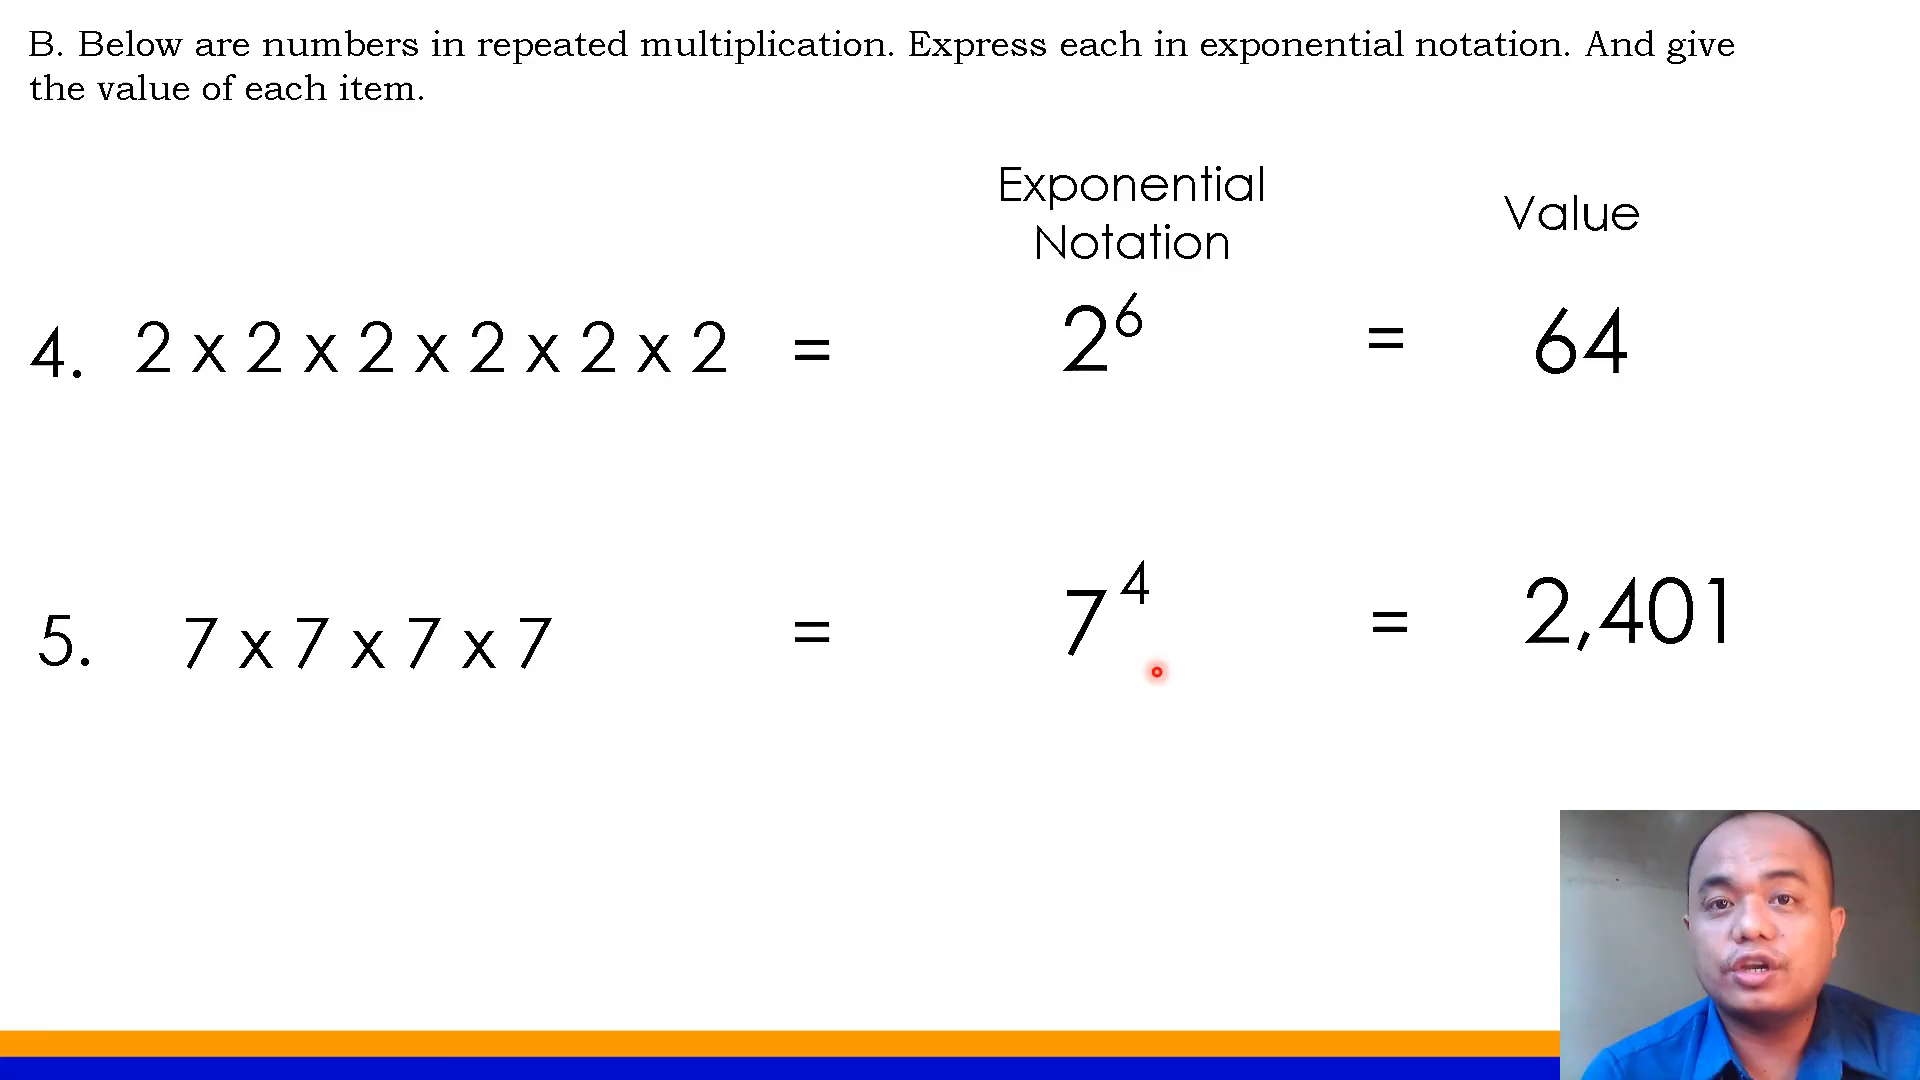 B. Below are numbers in repeated multiplication. Express each in exponential notation. And give
the value of each item.
Exponential
Notation
Value
4. 2 x 2 x 2 x 2 x 2 x 2 = 2⁶ = 64
5. 7 x 7 x 7 x 7 = 7⁴ = 2,401